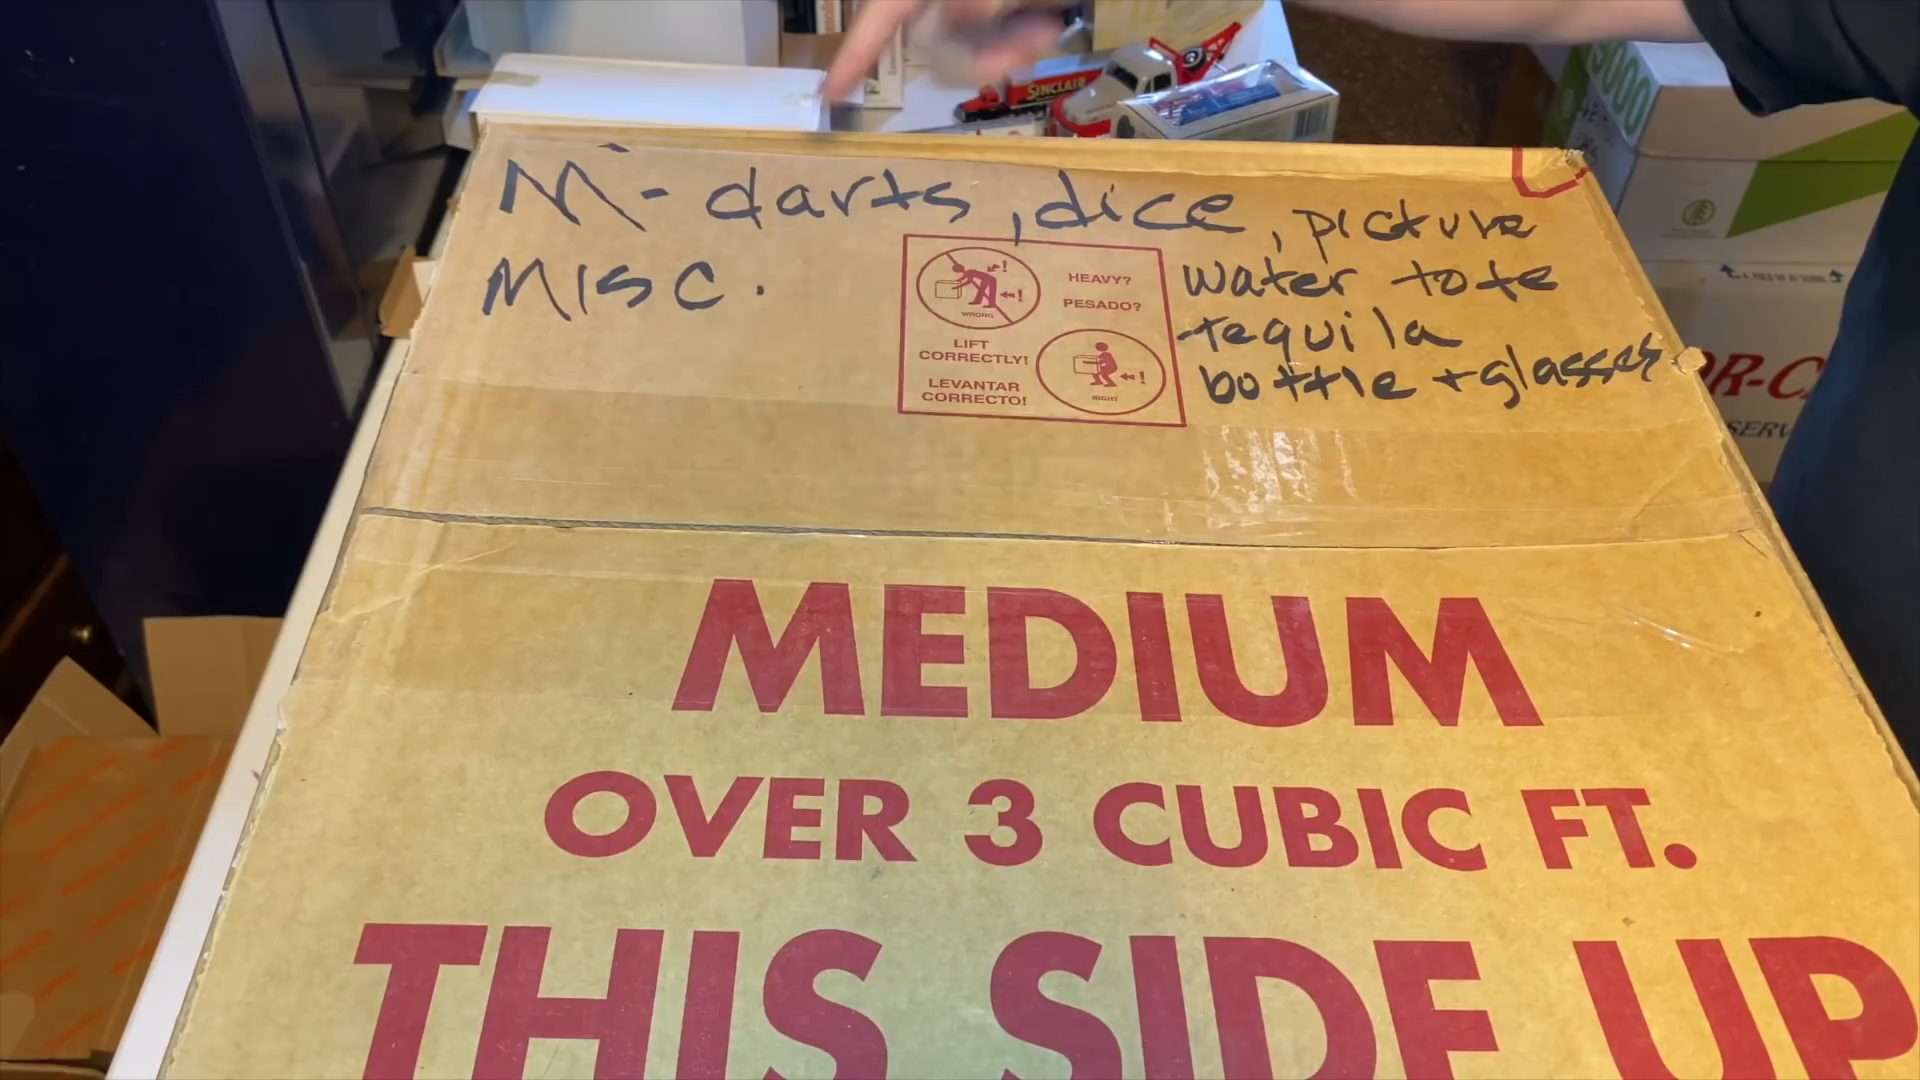 SINCLAIR
M - darts, dice, picture
Misc.
water tote
tequila
bottle + glasses
HEAVY?
PESADO?
WRONG
LIFT
CORRECTLY!
LEVANTAR
CORRECTO!
RIGHT
MEDIUM
OVER 3 CUBIC FT.
THIS SIDE UP